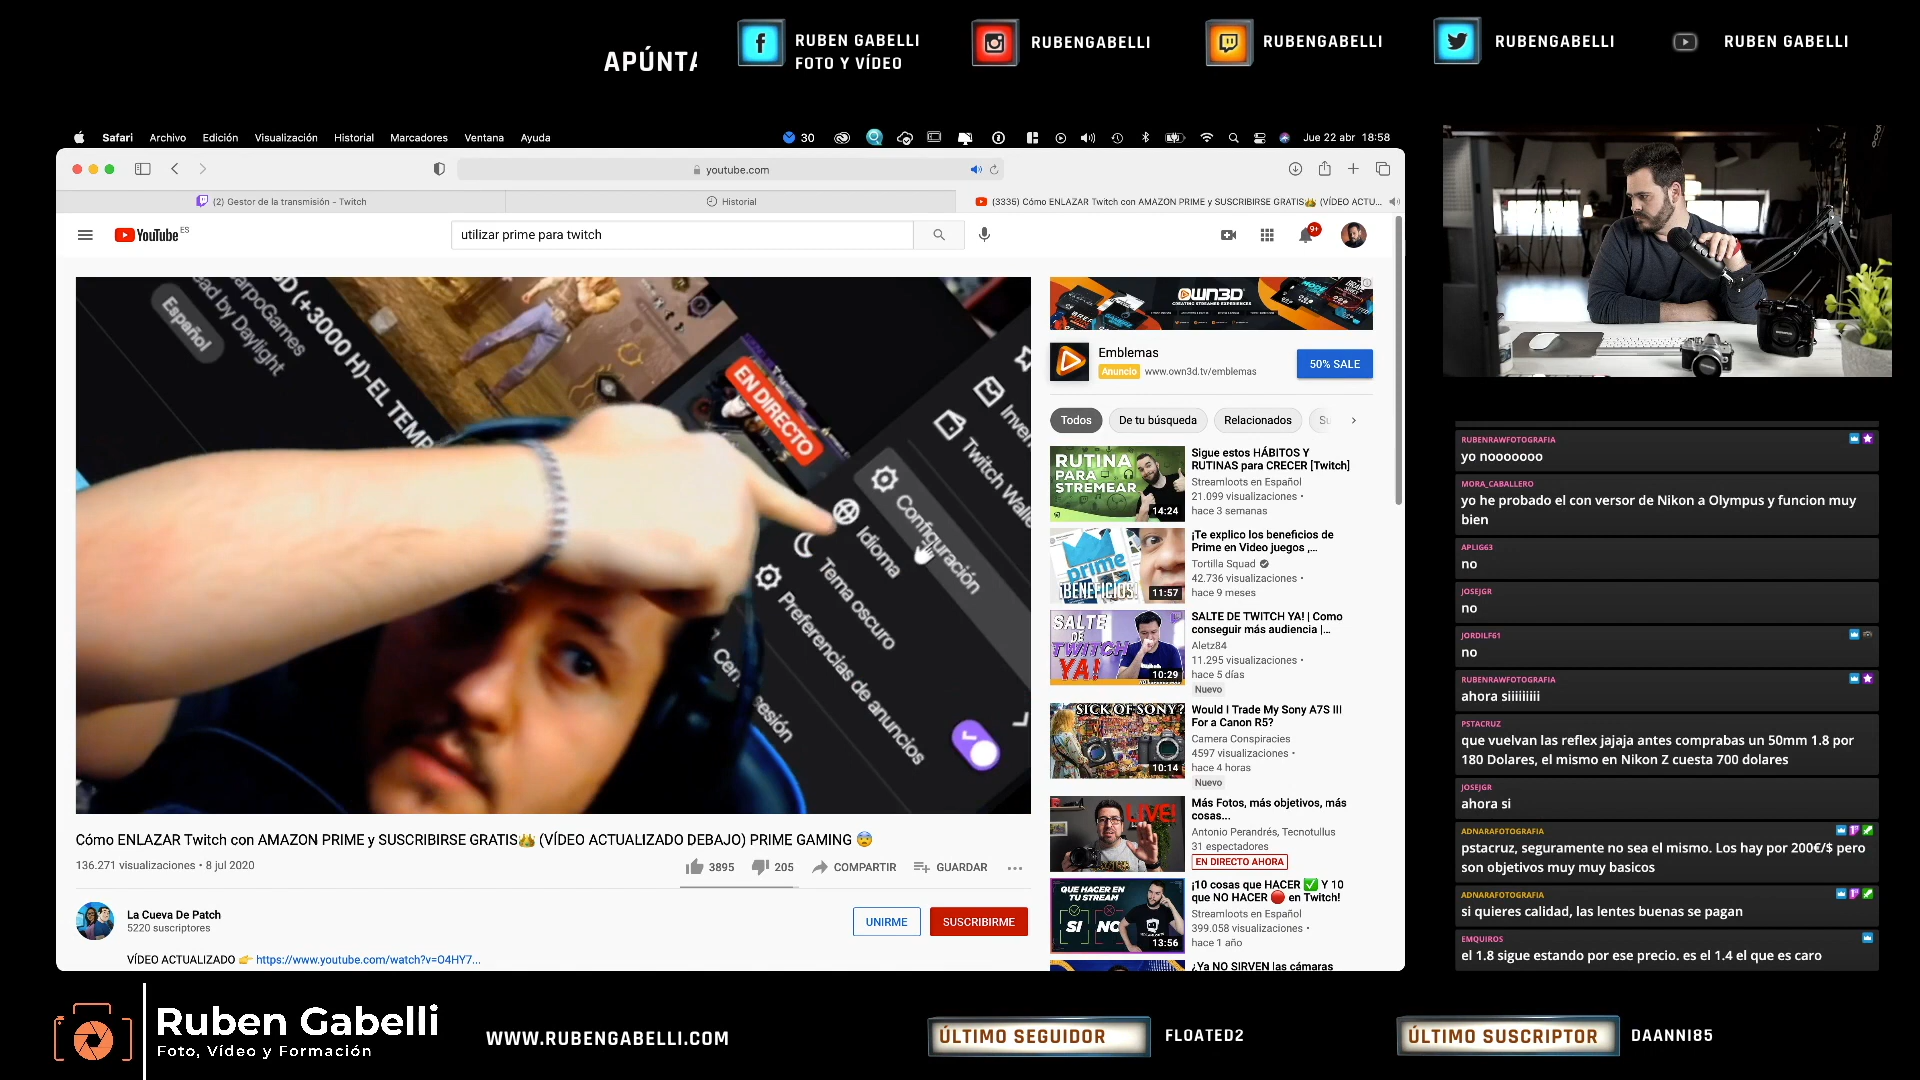 APÚNTA
RUBEN GABELLI
FOTO Y VÍDEO
RUBENGABELLI
RUBENGABELLI
RUBENGABELLI
RUBEN GABELLI
Safari Archivo Edición Visualización Historial Marcadores Ventana Ayuda
30
Jue 22 abr 18:58
youtube.com
(2) Gestor de la transmisión - Twitch
Historial
(3335) Cómo ENLAZAR Twitch con AMAZON PRIME y SUSCRIBIRSE GRATIS👑 (VÍDEO ACTU...
YouTube ES
utilizar prime para twitch
9+
Español
arpoGames
ead by Daylight
D (+3000 H)-EL TEMP
EN DIRECTO
Inver
Twitch Walle
Configuración
Idioma
Tema oscuro
Preferencias de anuncios
Cer
esión
Cómo ENLAZAR Twitch con AMAZON PRIME y SUSCRIBIRSE GRATIS👑 (VÍDEO ACTUALIZADO DEBAJO) PRIME GAMING 😨
136.271 visualizaciones • 8 jul 2020
3895 205 COMPARTIR GUARDAR ...
La Cueva De Patch
5220 suscriptores
UNIRME SUSCRIBIRME
VÍDEO ACTUALIZADO 👉 https://www.youtube.com/watch?v=O4HY7...
OWN3D
CREATING STREAMER EXPERIENCES
Emblemas
Anuncio www.own3d.tv/emblemas
50% SALE
Todos De tu búsqueda Relacionados Su
RUTINA
PARA
STREMEAR
14:24
Sigue estos HÁBITOS Y
RUTINAS para CRECER [Twitch]
Streamloots en Español
21.099 visualizaciones •
hace 3 semanas
prime
¡BENEFICIOS!
11:57
¡Te explico los beneficios de
Prime en Video juegos ,...
Tortilla Squad
42.736 visualizaciones •
hace 9 meses
SALTE
DE
TWITCH
YA!
10:29
SALTE DE TWITCH YA! | Como
conseguir más audiencia |...
Aletz84
11.295 visualizaciones •
hace 5 días
Nuevo
SICK OF SONY?
10:14
Would I Trade My Sony A7S III
For a Canon R5?
Camera Conspiracies
4597 visualizaciones •
hace 4 horas
Nuevo
LIVE!
Más Fotos, más objetivos, más
cosas...
Antonio Perandrés, Tecnotullus
31 espectadores
EN DIRECTO AHORA
QUE HACER EN
TU STREAM
SI NO
13:56
¡10 cosas que HACER ✅ Y 10
que NO HACER 🔴 en Twitch!
Streamloots en Español
399.058 visualizaciones •
hace 1 año
¿Ya NO SIRVEN las cámaras
RUBENRAWFOTOGRAFIA
yo nooooooo
MORA_CABALLERO
yo he probado el con versor de Nikon a Olympus y funcion muy
bien
APLIG63
no
JOSEJGR
no
JORDILF61
no
RUBENRAWFOTOGRAFIA
ahora siiiiiiiii
PSTACRUZ
que vuelvan las reflex jajaja antes comprabas un 50mm 1.8 por
180 Dolares, el mismo en Nikon Z cuesta 700 dolares
JOSEJGR
ahora si
ADNARAFOTOGRAFIA
pstacruz, seguramente no sea el mismo. Los hay por 200€/$ pero
son objetivos muy muy basicos
ADNARAFOTOGRAFIA
si quieres calidad, las lentes buenas se pagan
EMQUIROS
el 1.8 sigue estando por ese precio. es el 1.4 el que es caro
Ruben Gabelli
Foto, Vídeo y Formación
WWW.RUBENGABELLI.COM
ÚLTIMO SEGUIDOR FLOATED2
ÚLTIMO SUSCRIPTOR DAANNI85